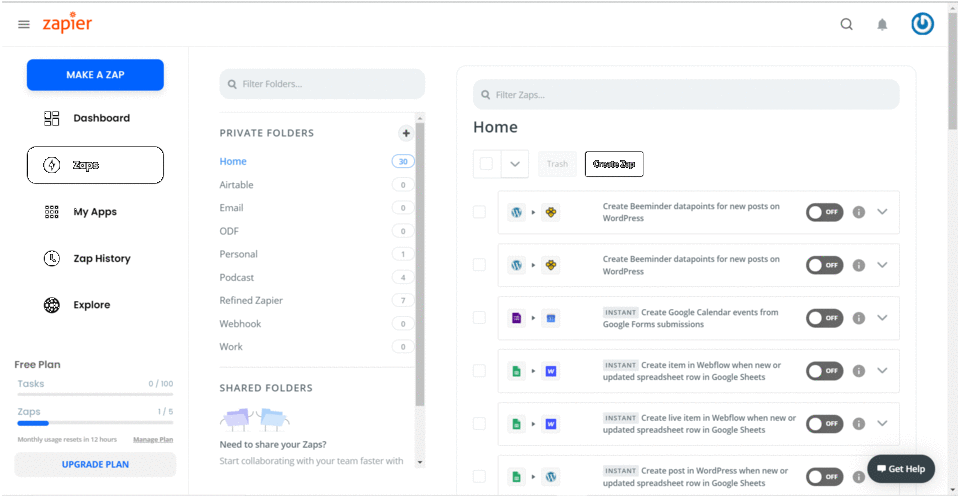 zapier
MAKE A ZAP
Dashboard
Zaps
My Apps
Zap History
Explore
Free Plan
Tasks 0 / 100
Zaps 1 / 5
Monthly usage resets in 12 hours Manage Plan
UPGRADE PLAN
Filter Folders...
PRIVATE FOLDERS
Home 30
Airtable 0
Email 0
ODF 0
Personal 1
Podcast 4
Refined Zapier 7
Webhook 0
Work 0
SHARED FOLDERS
Need to share your Zaps?
Start collaborating with your team faster with
Filter Zaps...
Home
Trash Create Zap
Create Beeminder datapoints for new posts on
WordPress
OFF
Create Beeminder datapoints for new posts on
WordPress
OFF
INSTANT Create Google Calendar events from
Google Forms submissions
OFF
INSTANT Create item in Webflow when new or
updated spreadsheet row in Google Sheets
OFF
INSTANT Create live item in Webflow when new or
updated spreadsheet row in Google Sheets
OFF
INSTANT Create post in WordPress when new or
updated spreadsheet row in Google Sheets
OFF
Get Help